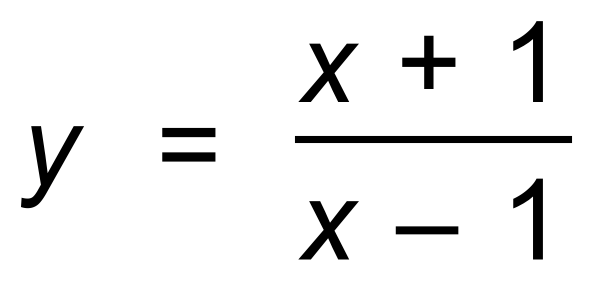 x + 1
y =
x – 1